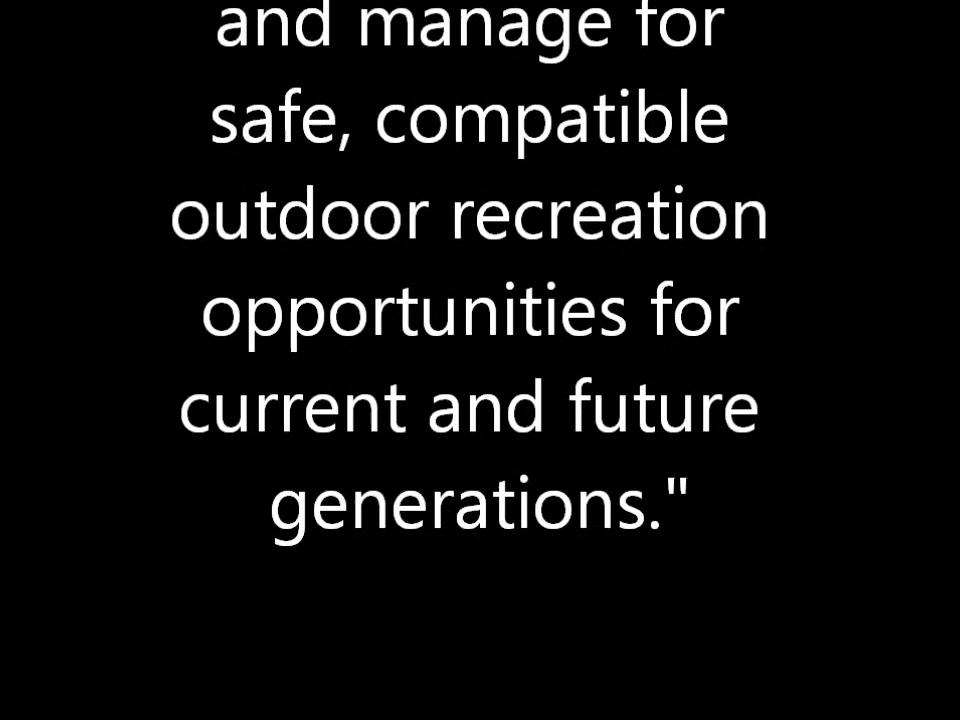 and manage for
safe, compatible
outdoor recreation
opportunities for
current and future
generations."